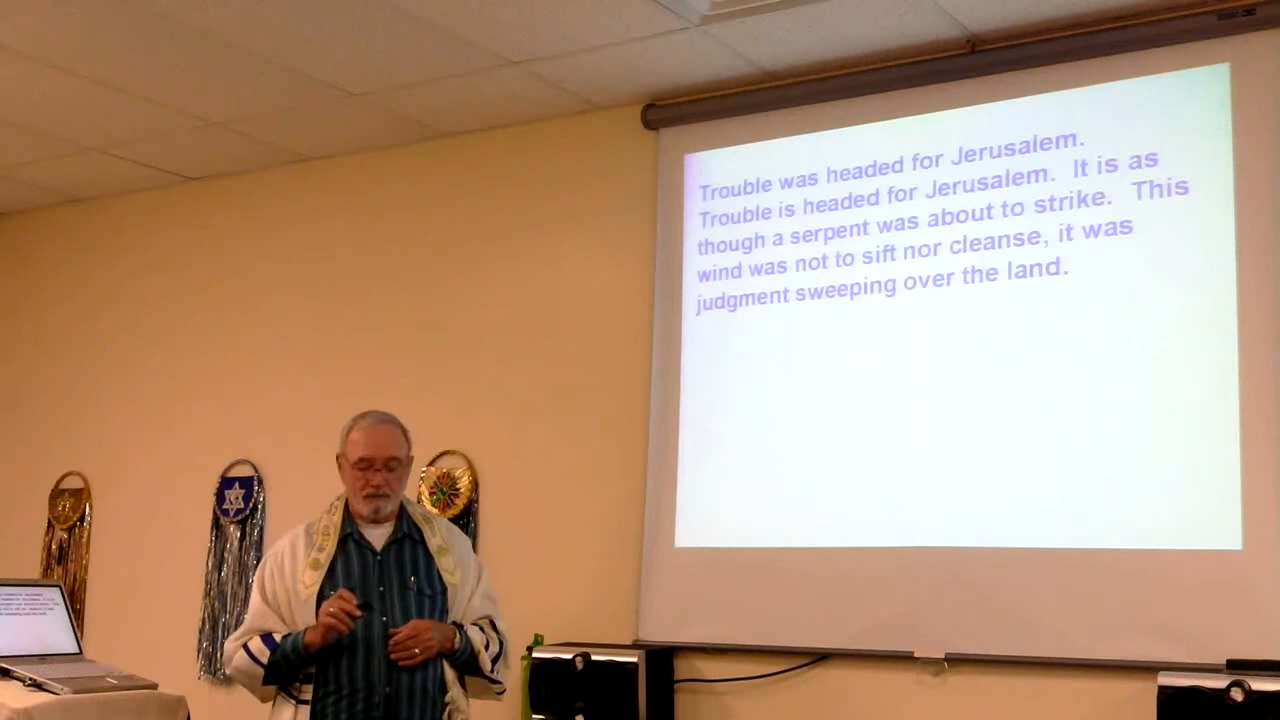 Trouble was headed for Jerusalem.
Trouble is headed for Jerusalem.  It is as
though a serpent was about to strike.  This
wind was not to sift nor cleanse, it was
judgment sweeping over the land.